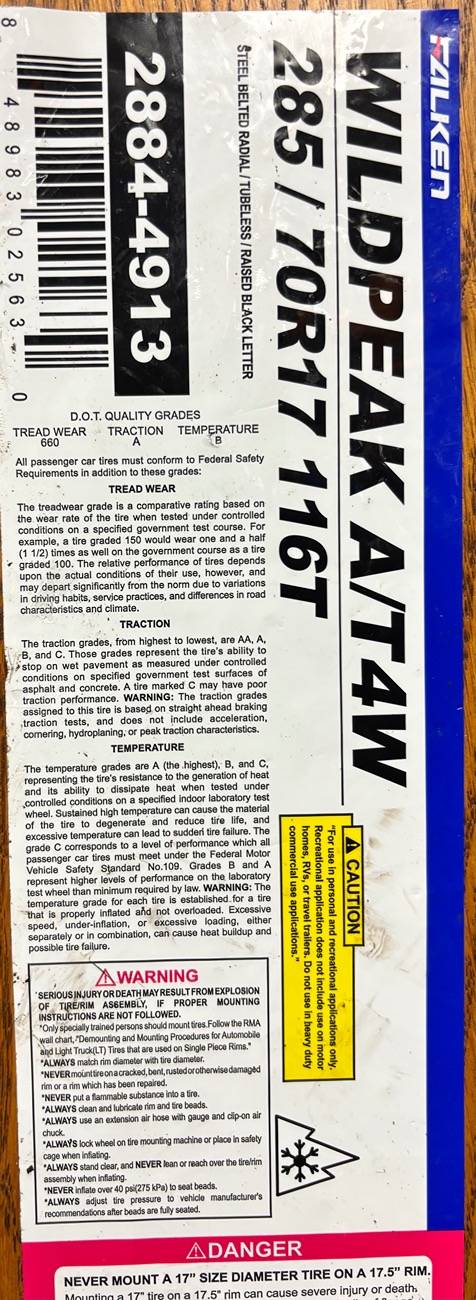 FALKEN
WILDPEAK A/T4W
285 / 70R17 116T
STEEL BELTED RADIAL / TUBELESS / RAISED BLACK LETTER
2884-4913
8 48983 02563 0
D.O.T. QUALITY GRADES
TREAD WEAR TRACTION TEMPERATURE
660 A B
All passenger car tires must conform to Federal Safety
Requirements in addition to these grades:
TREAD WEAR
The treadwear grade is a comparative rating based on
the wear rate of the tire when tested under controlled
conditions on a specified government test course. For
example, a tire graded 150 would wear one and a half
(1 1/2) times as well on the government course as a tire
graded 100. The relative performance of tires depends
upon the actual conditions of their use, however, and
may depart significantly from the norm due to variations
in driving habits, service practices, and differences in road
characteristics and climate.
TRACTION
The traction grades, from highest to lowest, are AA, A,
B, and C. Those grades represent the tire's ability to
stop on wet pavement as measured under controlled
conditions on specified government test surfaces of
asphalt and concrete. A tire marked C may have poor
traction performance. WARNING: The traction grades
assigned to this tire is based on straight ahead braking
traction tests, and does not include acceleration,
cornering, hydroplaning, or peak traction characteristics.
TEMPERATURE
The temperature grades are A (the highest), B, and C,
representing the tire's resistance to the generation of heat
and its ability to dissipate heat when tested under
controlled conditions on a specified indoor laboratory test
wheel. Sustained high temperature can cause the material
of the tire to degenerate and reduce tire life, and
excessive temperature can lead to sudden tire failure. The
grade C corresponds to a level of performance which all
passenger car tires must meet under the Federal Motor
Vehicle Safety Standard No.109. Grades B and A
represent higher levels of performance on the laboratory
test wheel than minimum required by law. WARNING: The
temperature grade for each tire is established for a tire
that is properly inflated and not overloaded. Excessive
speed, under-inflation, or excessive loading, either
separately or in combination, can cause heat buildup and
possible tire failure.
CAUTION
"For use in personal and recreational applications only.
Recreational application does not include use on motor
homes, RVs, or travel trailers. Do not use in heavy duty
commercial use applications."
WARNING
SERIOUS INJURY OR DEATH MAY RESULT FROM EXPLOSION
OF TIRE/RIM ASSEMBLY, IF PROPER MOUNTING
INSTRUCTIONS ARE NOT FOLLOWED.
*Only specially trained persons should mount tires. Follow the RMA
wall chart, "Demounting and Mounting Procedures for Automobile
and Light Truck(LT) Tires that are used on Single Piece Rims."
*ALWAYS match rim diameter with tire diameter.
*NEVER mount tire on a cracked, bent, rusted or otherwise damaged
rim or a rim which has been repaired.
*NEVER put a flammable substance into a tire.
*ALWAYS clean and lubricate rim and tire beads.
*ALWAYS use an extension air hose with gauge and clip-on air
chuck.
*ALWAYS lock wheel on tire mounting machine or place in safety
cage when inflating.
*ALWAYS stand clear, and NEVER lean or reach over the tire/rim
assembly when inflating.
*NEVER inflate over 40 psi(275 kPa) to seat beads.
*ALWAYS adjust tire pressure to vehicle manufacturer's
recommendations after beads are fully seated.
DANGER
NEVER MOUNT A 17" SIZE DIAMETER TIRE ON A 17.5" RIM.
Mounting a 17" tire on a 17.5" rim can cause severe injury or death.